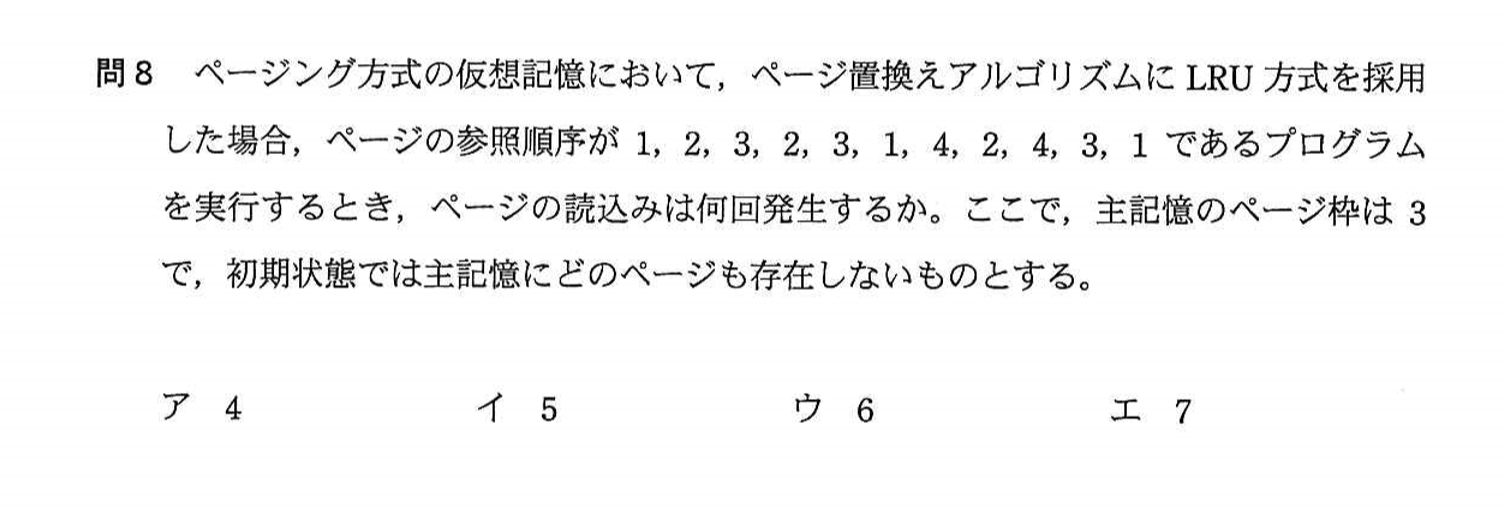 問8 ページング方式の仮想記憶において，ページ置換えアルゴリズムに LRU 方式を採用
した場合，ページの参照順序が 1，2，3，2，3，1，4，2，4，3，1 であるプログラム
を実行するとき，ページの読込みは何回発生するか。ここで，主記憶のページ枠は 3
で，初期状態では主記憶にどのページも存在しないものとする。
ア 4 イ 5 ウ 6 エ 7